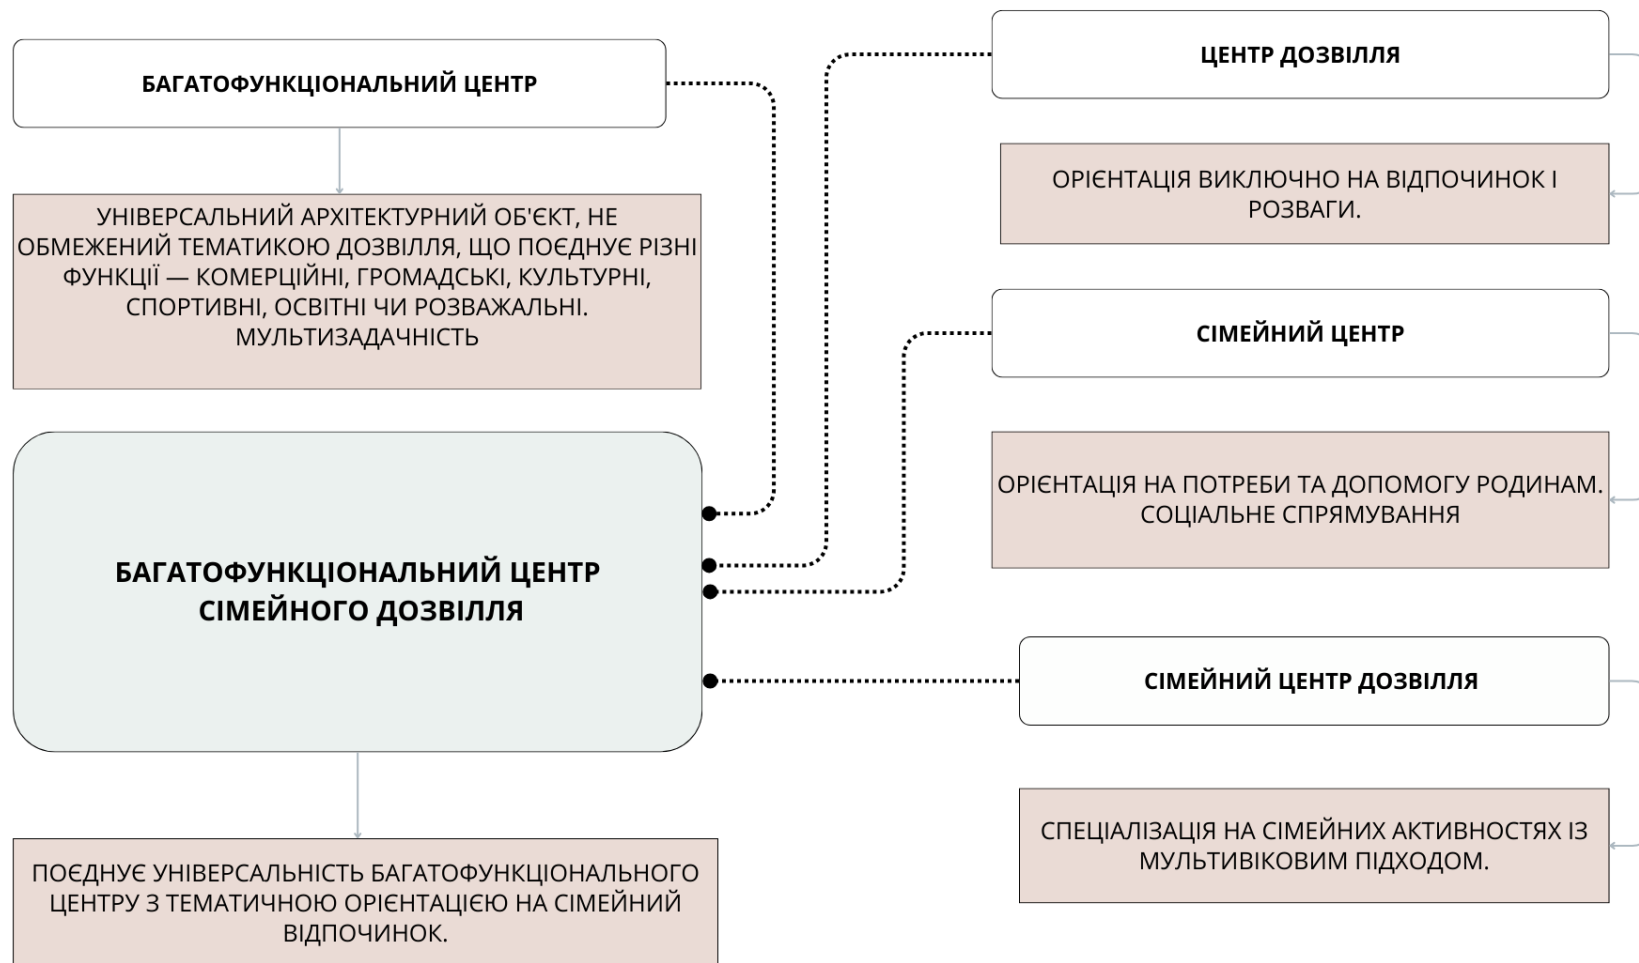 БАГАТОФУНКЦІОНАЛЬНИЙ ЦЕНТР
УНІВЕРСАЛЬНИЙ АРХІТЕКТУРНИЙ ОБ'ЄКТ, НЕ
ОБМЕЖЕНИЙ ТЕМАТИКОЮ ДОЗВІЛЛЯ, ЩО ПОЄДНУЄ РІЗНІ
ФУНКЦІЇ — КОМЕРЦІЙНІ, ГРОМАДСЬКІ, КУЛЬТУРНІ,
СПОРТИВНІ, ОСВІТНІ ЧИ РОЗВАЖАЛЬНІ.
МУЛЬТИЗАДАЧНІСТЬ
БАГАТОФУНКЦІОНАЛЬНИЙ ЦЕНТР
СІМЕЙНОГО ДОЗВІЛЛЯ
ПОЄДНУЄ УНІВЕРСАЛЬНІСТЬ БАГАТОФУНКЦІОНАЛЬНОГО
ЦЕНТРУ З ТЕМАТИЧНОЮ ОРІЄНТАЦІЄЮ НА СІМЕЙНИЙ
ВІДПОЧИНОК.
ЦЕНТР ДОЗВІЛЛЯ
ОРІЄНТАЦІЯ ВИКЛЮЧНО НА ВІДПОЧИНОК І
РОЗВАГИ.
СІМЕЙНИЙ ЦЕНТР
ОРІЄНТАЦІЯ НА ПОТРЕБИ ТА ДОПОМОГУ РОДИНАМ.
СОЦІАЛЬНЕ СПРЯМУВАННЯ
СІМЕЙНИЙ ЦЕНТР ДОЗВІЛЛЯ
СПЕЦІАЛІЗАЦІЯ НА СІМЕЙНИХ АКТИВНОСТЯХ ІЗ
МУЛЬТИВІКОВИМ ПІДХОДОМ.